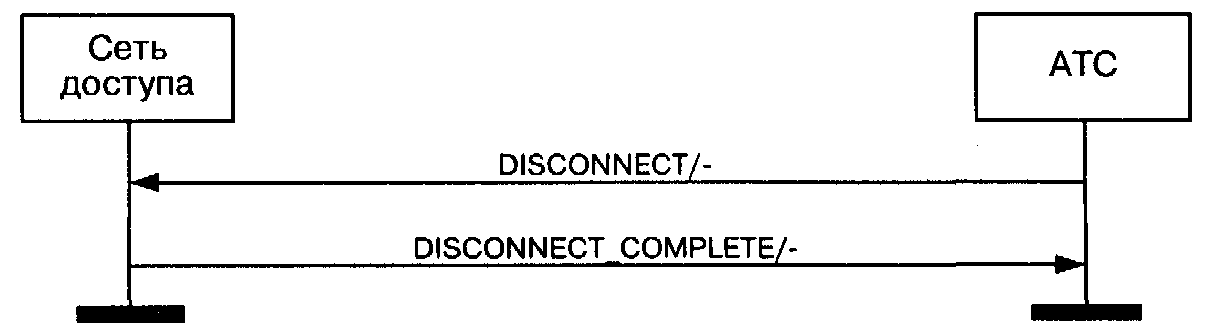 Сеть
доступа
АТС
DISCONNECT/-
DISCONNECT_COMPLETE/-